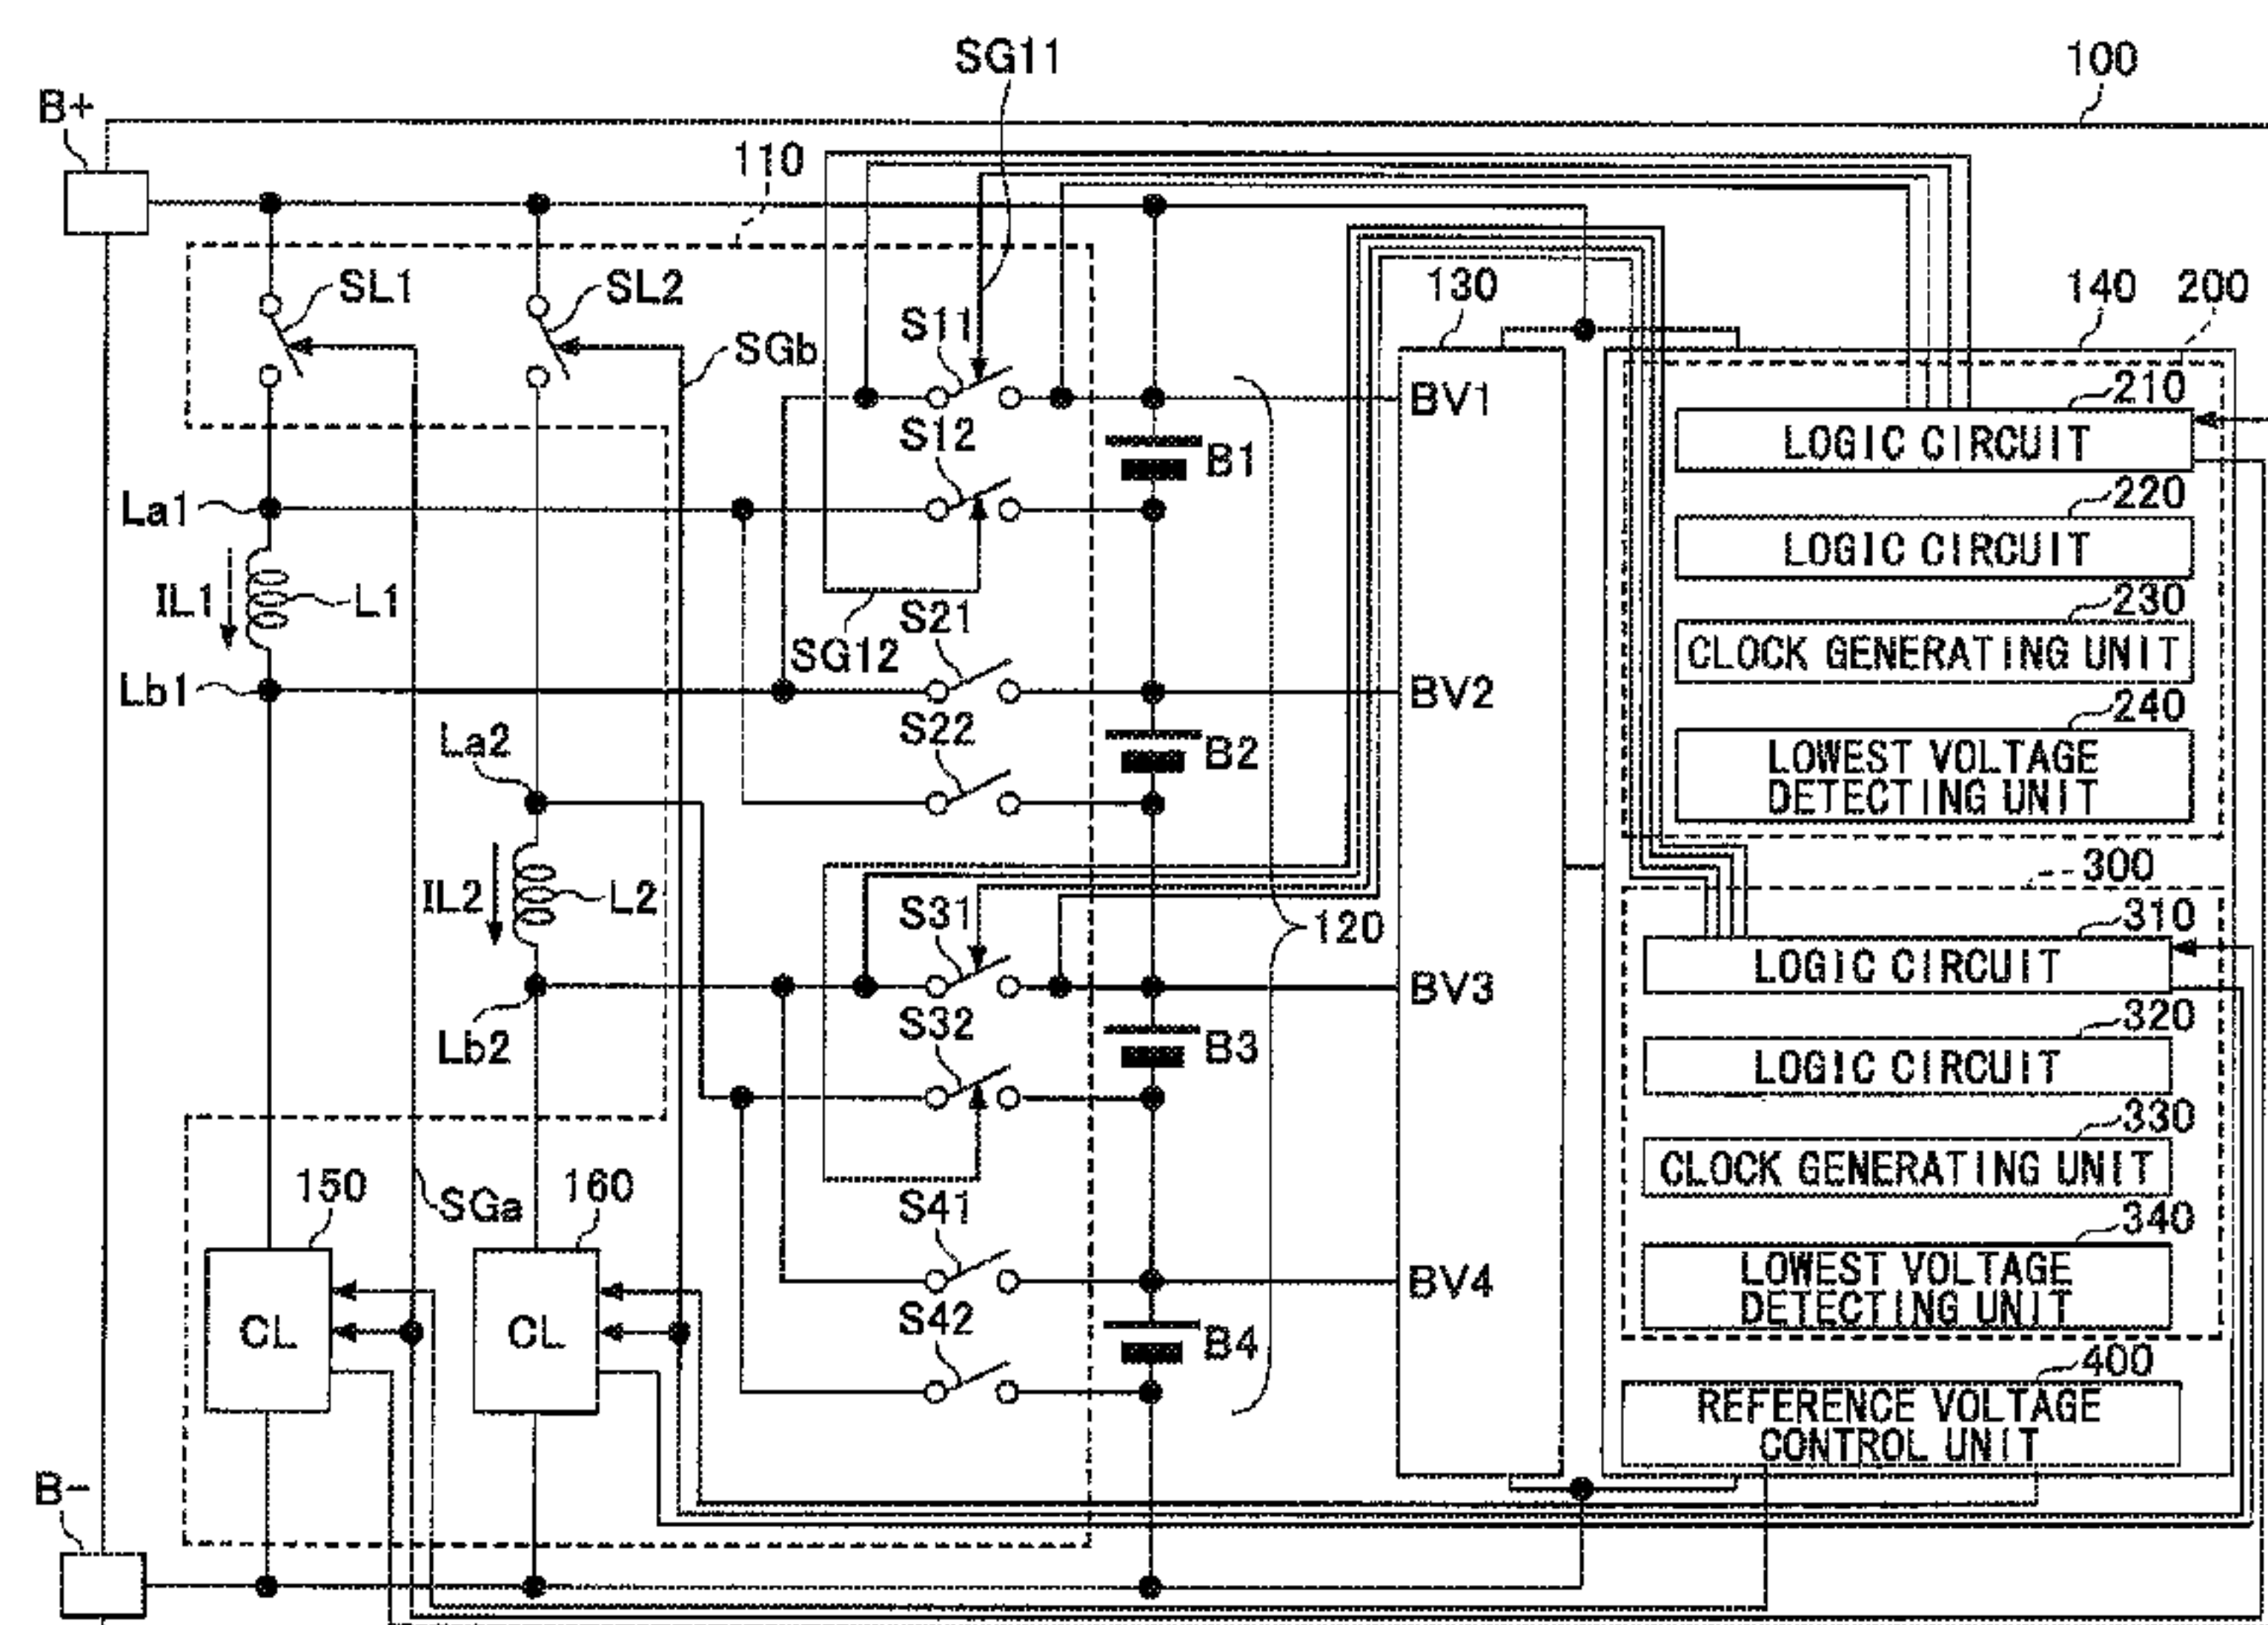 SG11
100
B+
110
SL1
SL2
130
140
200
S11
SGb
210
BV1
LOGIC CIRCUIT
S12
B1
La1
220
LOGIC CIRCUIT
IL1
L1
S21
230
SG12
CLOCK GENERATING UNIT
Lb1
BV2
S22
240
La2
B2
LOWEST VOLTAGE
DETECTING UNIT
300
IL2
L2
S31
120
310
LOGIC CIRCUIT
BV3
S32
320
Lb2
B3
LOGIC CIRCUIT
330
CLOCK GENERATING UNIT
150
SGa
160
S41
340
LOWEST VOLTAGE
DETECTING UNIT
BV4
CL
CL
S42
B4
400
REFERENCE VOLTAGE
CONTROL UNIT
B-